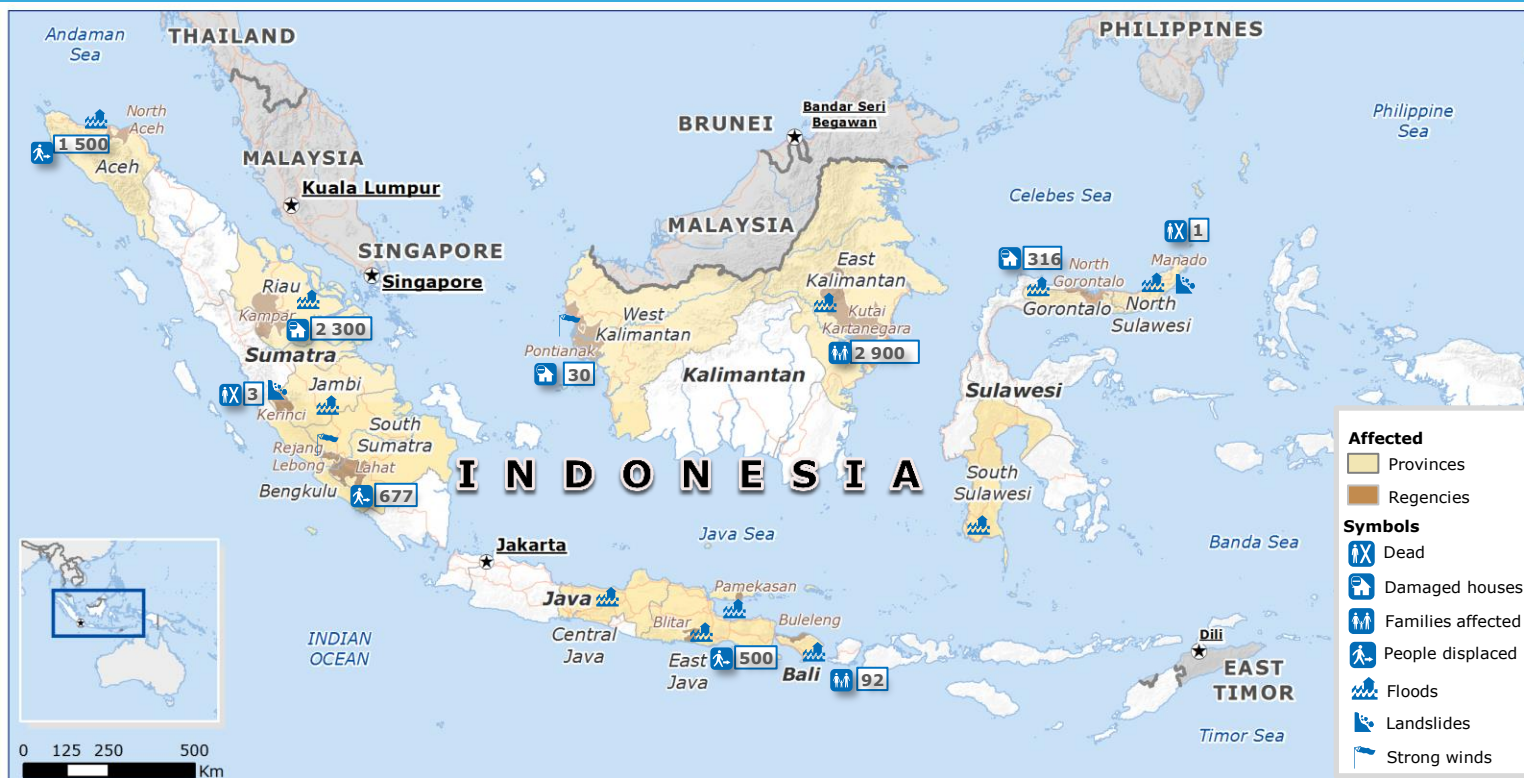 Andaman
Sea
THAILAND
PHILIPPINES
Philippine
Sea
North
Aceh
1 500
Aceh
MALAYSIA
Kuala Lumpur
BRUNEI
Bandar Seri
Begawan
MALAYSIA
Celebes Sea
SINGAPORE
Singapore
1
Manado
316
North
Gorontalo
Gorontalo
North
Sulawesi
East
Kalimantan
Kutai
Kartanegara
2 900
West
Kalimantan
Pontianak
30
Kalimantan
Riau
Kampar
2 300
Sumatra
Jambi
3
Kerinci
South
Sumatra
Rejang
Lebong
Lahat
Bengkulu
677
INDONESIA
Sulawesi
South
Sulawesi
Java Sea
Banda Sea
Jakarta
Java
Central
Java
Pamekasan
Blitar
Buleleng
East
Java
500
Bali
92
INDIAN
OCEAN
Dili
EAST
TIMOR
Timor Sea
Affected
Provinces
Regencies
Symbols
Dead
Damaged houses
Families affected
People displaced
Floods
Landslides
Strong winds
0 125 250 500
Km